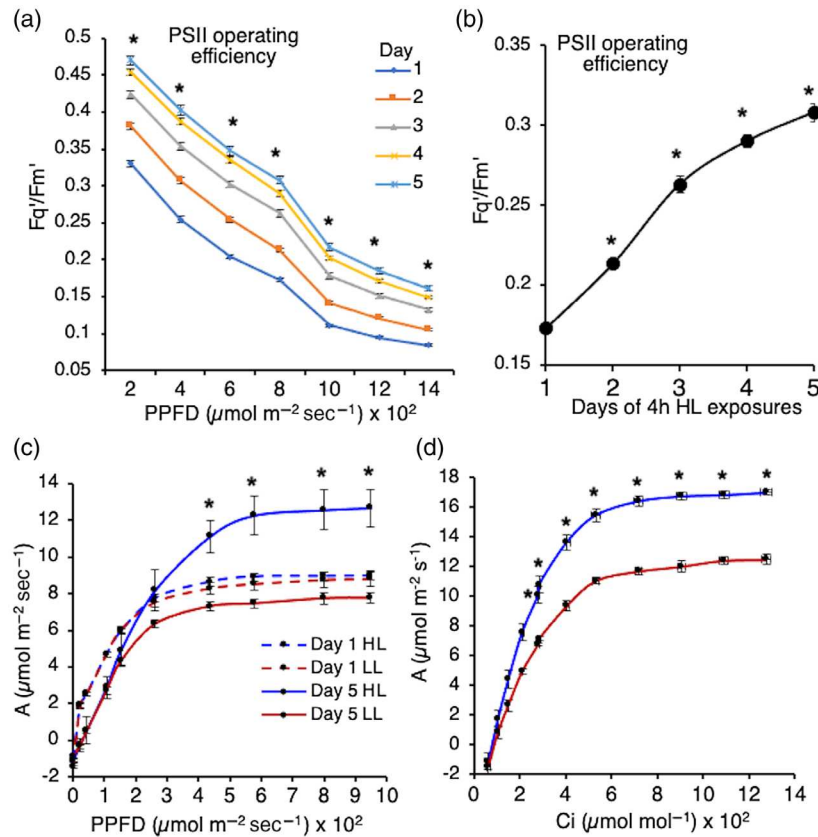 (a)
PSII operating
efficiency
Day
1
2
3
4
5
*
*
*
*
*
*
*
0.5
0.45
0.4
0.35
0.3
0.25
0.2
0.15
0.1
0.05
Fq'/Fm'
2 4 6 8 10 12 14
PPFD (µmol m⁻² sec⁻¹) x 10²
(b)
PSII operating
efficiency
*
*
*
*
0.35
0.3
0.25
0.2
0.15
Fq'/Fm'
1 2 3 4 5
Days of 4h HL exposures
(c)
* * * *
14
12
10
8
6
4
2
0
-2
A (µmol m⁻² sec⁻¹)
Day 1 HL
Day 1 LL
Day 5 HL
Day 5 LL
0 1 2 3 4 5 6 7 8 9 10
PPFD (µmol m⁻² sec⁻¹) x 10²
(d)
* * * * * * * *
18
16
14
12
10
8
6
4
2
0
-2
A (µmol m⁻² s⁻¹)
0 2 4 6 8 10 12 14
Ci (µmol mol⁻¹) x 10²